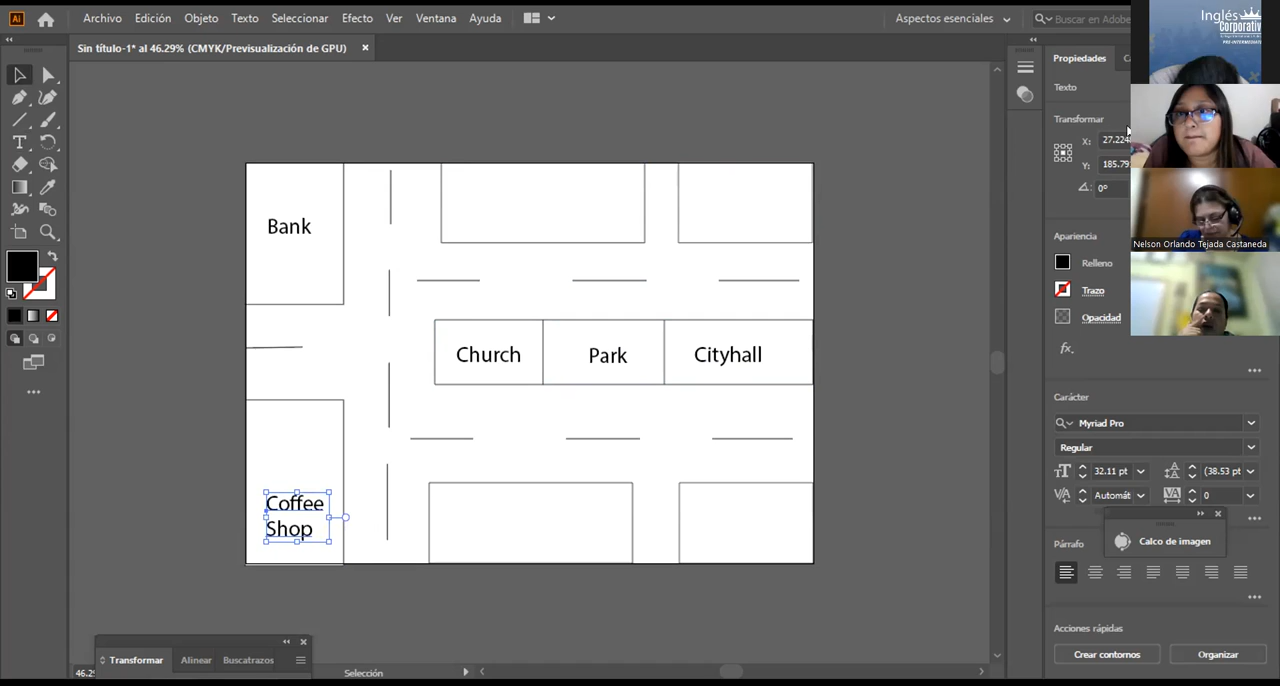 Archivo Edición Objeto Texto Seleccionar Efecto Ver Ventana Ayuda Aspectos esenciales Buscar en Adobe
Inglés
Corporativo
PRE-INTERMEDIATE
Sin título-1* al 46.29% (CMYK/Previsualización de GPU)
Propiedades
Texto
Transformar
X:
Y:
0°
Bank
Nelson Orlando Tejada Castaneda
Apariencia
Relleno
Trazo
Opacidad
fx.
Church Park Cityhall
Carácter
Myriad Pro
Regular
32.11 pt (38.53 pt
Automát 0
Coffee
Shop
Calco de imagen
Párrafo
Acciones rápidas
Crear contornos Organizar
Transformar Alinear Buscatrazos
Selección